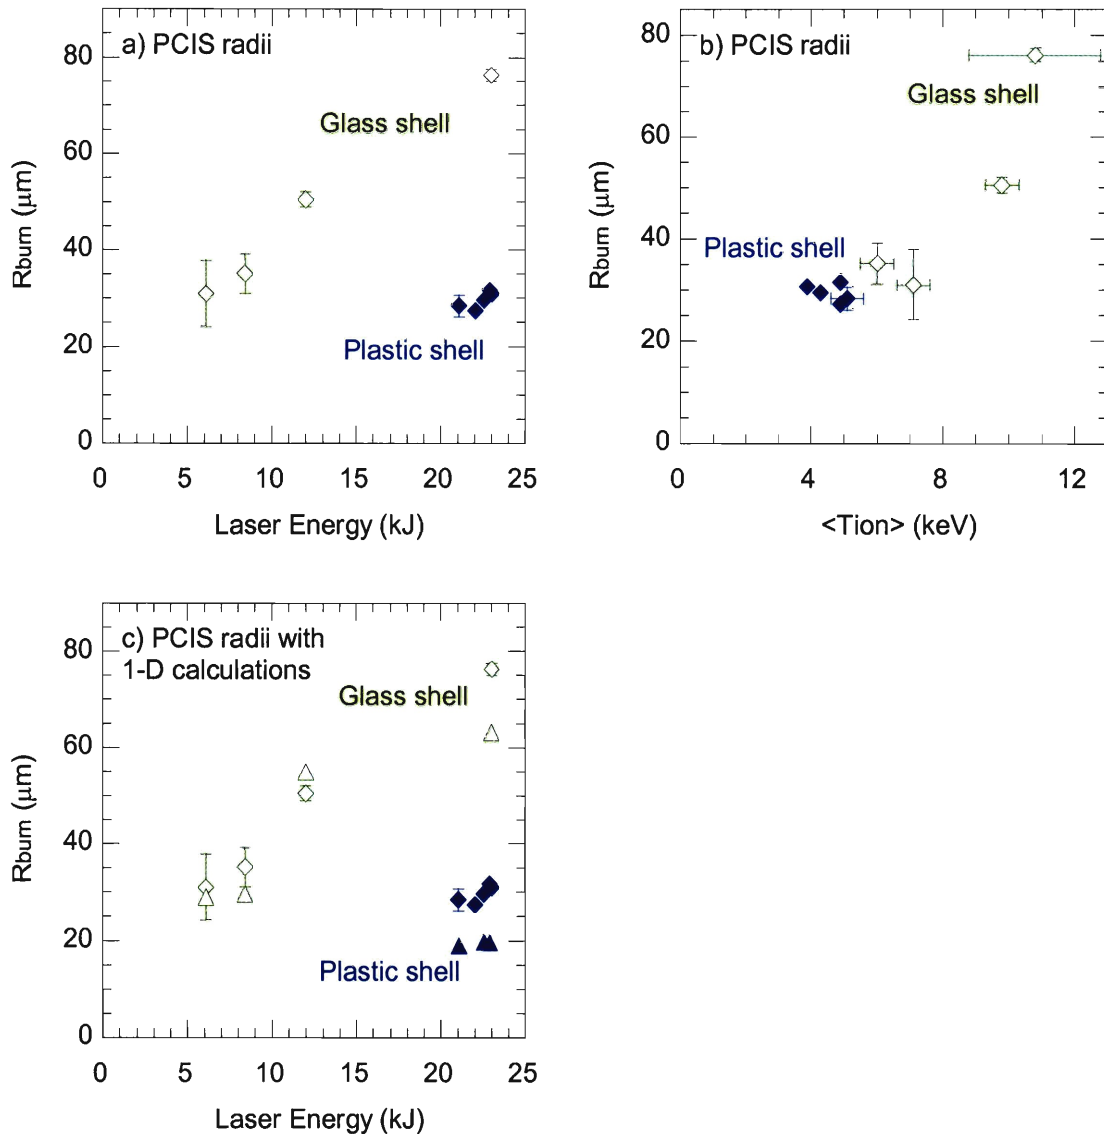 a) PCIS radii
Glass shell
Plastic shell
Rburn (μm)
80
60
40
20
0
0 5 10 15 20 25
Laser Energy (kJ)
b) PCIS radii
Glass shell
Plastic shell
Rburn (μm)
80
60
40
20
0
0 4 8 12
<Tion> (keV)
c) PCIS radii with
1-D calculations
Glass shell
Plastic shell
Rburn (μm)
80
60
40
20
0
0 5 10 15 20 25
Laser Energy (kJ)